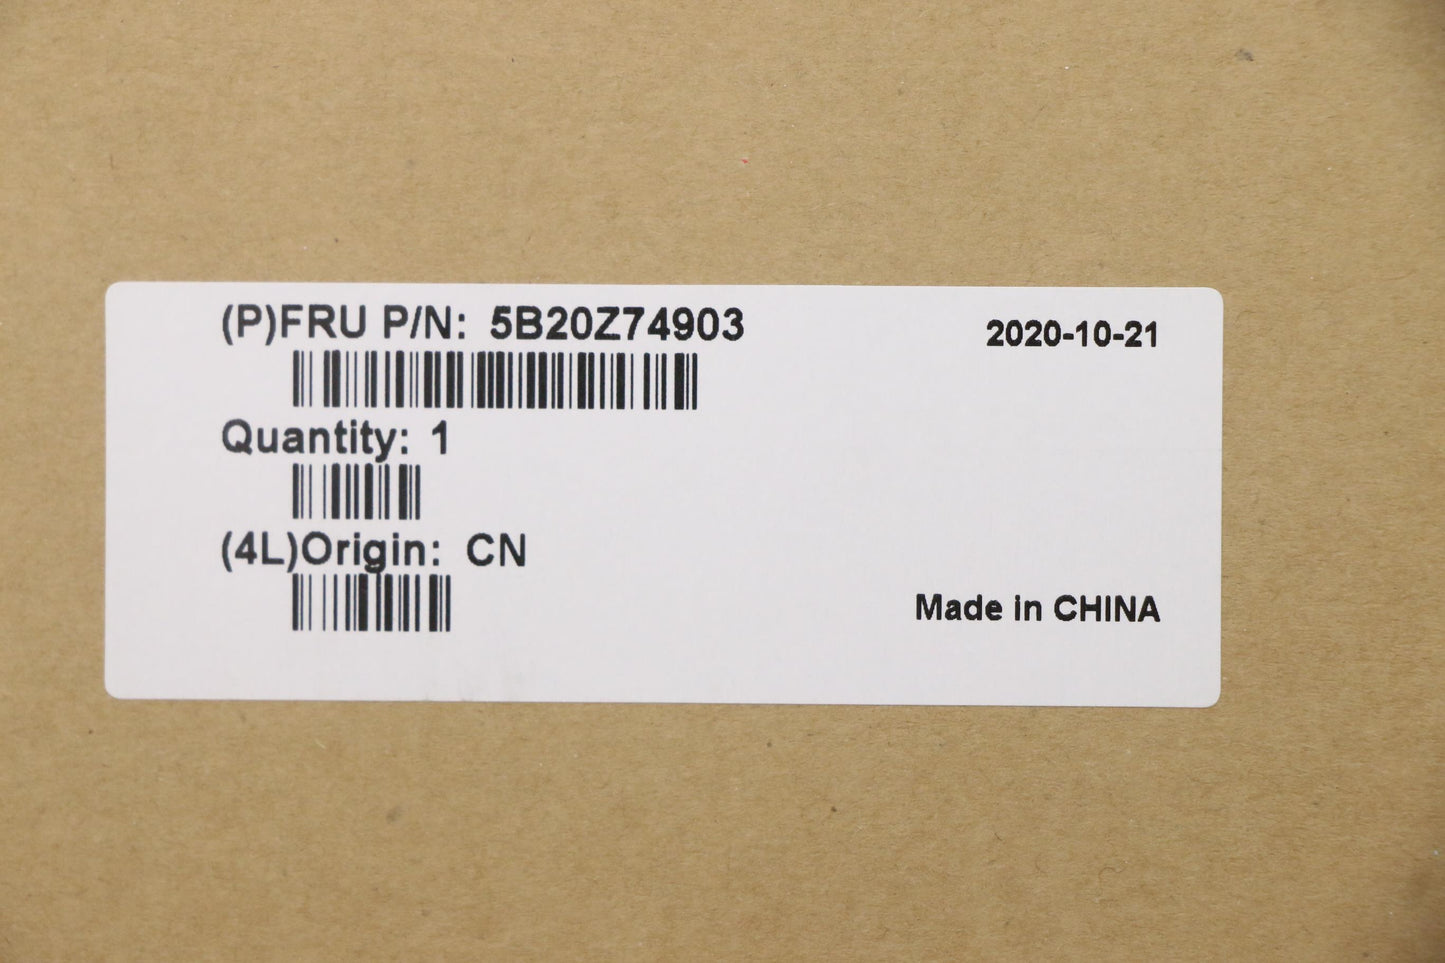 (P)FRU P/N: 5B20Z74903
2020-10-21
Quantity: 1
(4L)Origin: CN
Made in CHINA